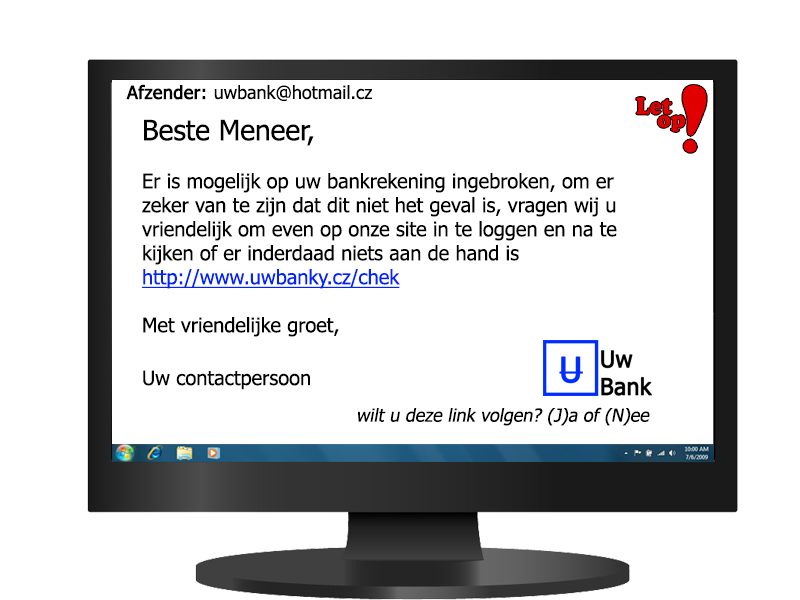 Afzender: uwbank@hotmail.cz
Let op!
Beste Meneer,
Er is mogelijk op uw bankrekening ingebroken, om er
zeker van te zijn dat dit niet het geval is, vragen wij u
vriendelijk om even op onze site in te loggen en na te
kijken of er inderdaad niets aan de hand is
http://www.uwbanky.cz/chek
Met vriendelijke groet,
Uw contactpersoon
U Uw
Bank
wilt u deze link volgen? (J)a of (N)ee
10:00 AM
7/6/2009